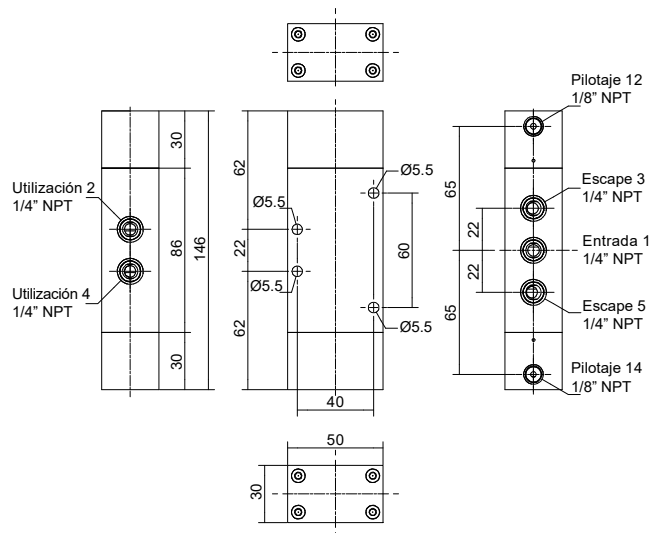 Pilotaje 12
1/8” NPT
30
62
65
Ø5.5
Escape 3
1/4” NPT
Utilización 2
1/4” NPT
Ø5.5
22
86
146
22
60
Entrada 1
1/4” NPT
22
Utilización 4
1/4” NPT
Ø5.5
Escape 5
1/4” NPT
Ø5.5
62
65
30
Pilotaje 14
1/8” NPT
40
50
30